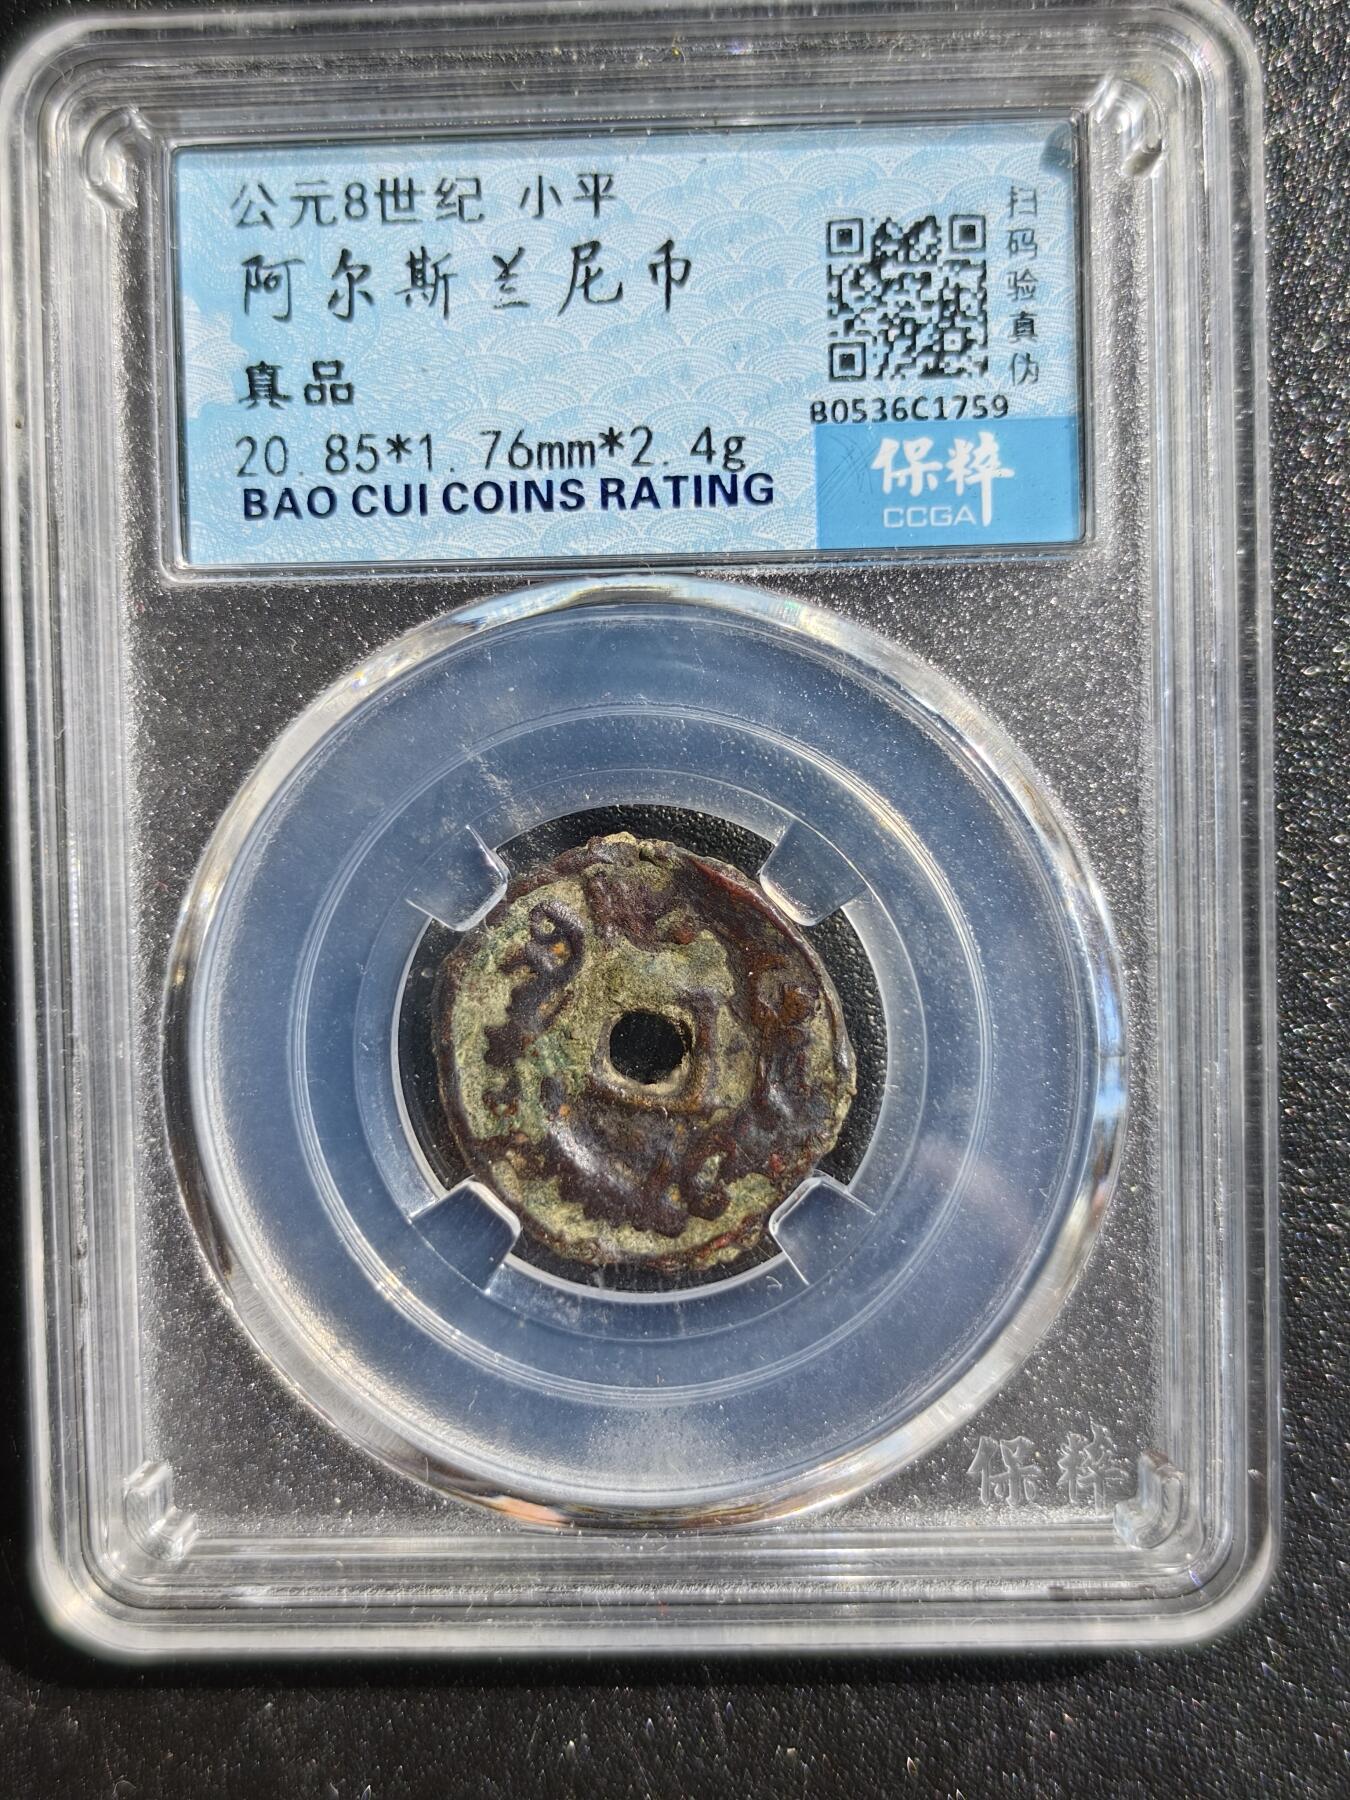 公元8世纪 小平
阿尔斯兰尼币
真品
20.85*1.76mm*2.4g
BAO CUI COINS RATING
扫码验真伪
B0536C1759
保粹
CCGA
保粹